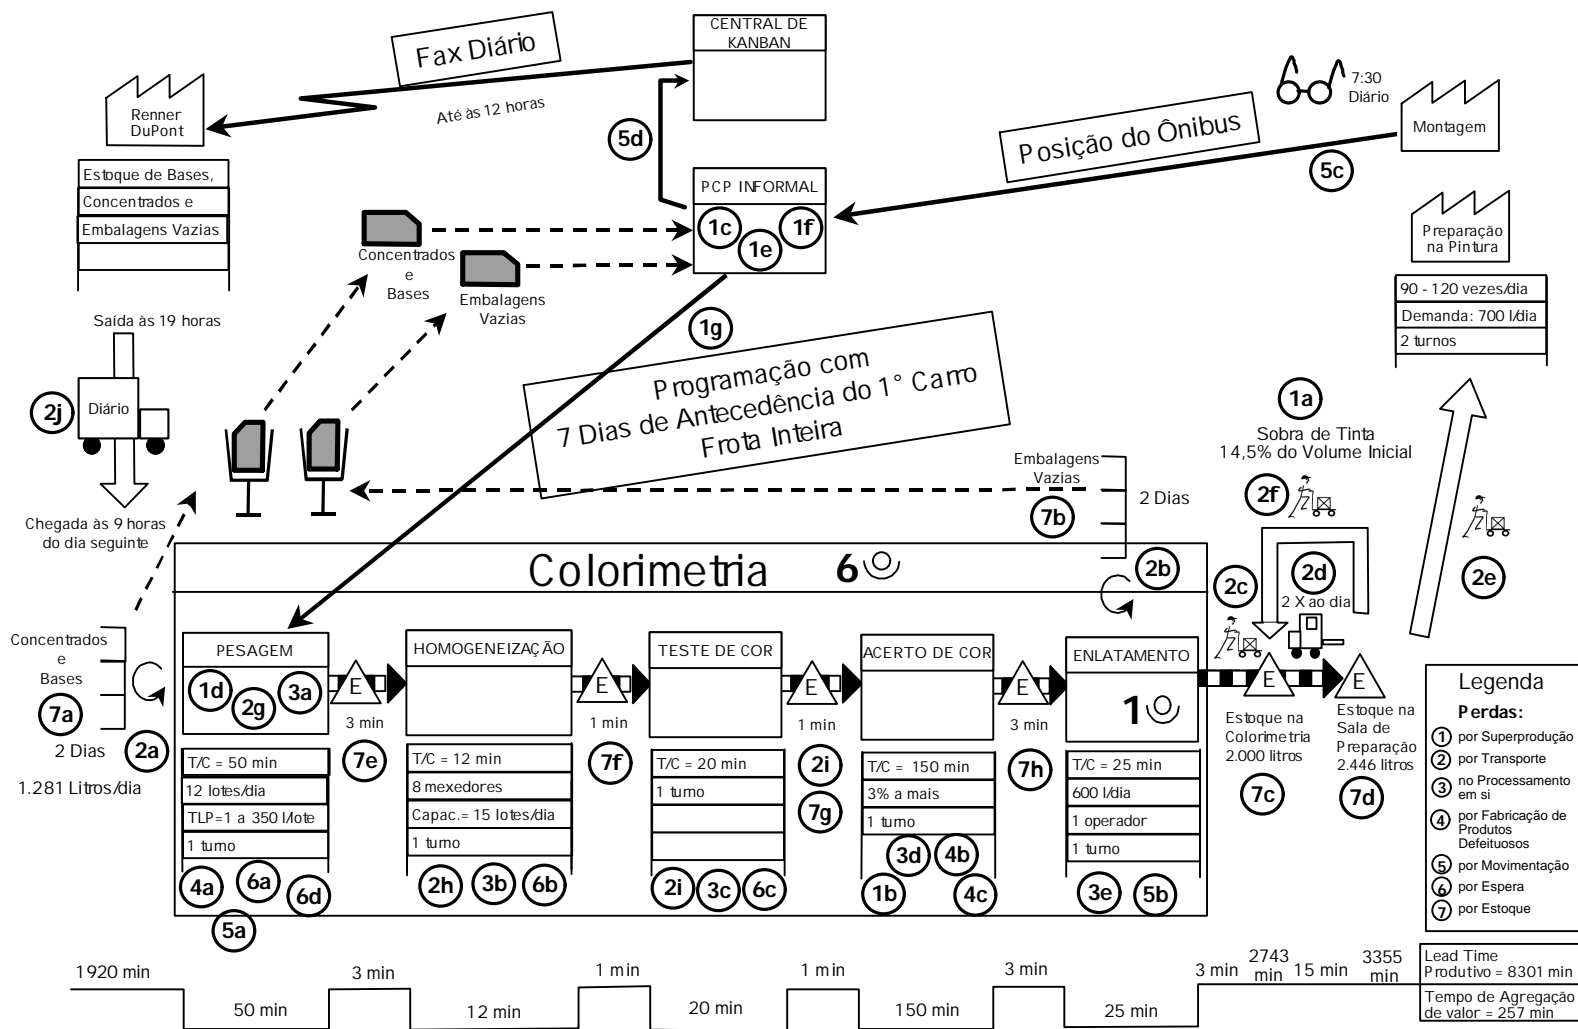 CENTRAL DE
KANBAN
Fax Diário
Até às 12 horas
Renner
DuPont
Estoque de Bases,
Concentrados e
Embalagens Vazias
5d
7:30
Diário
Montagem
Posição do Ônibus
5c
PCP INFORMAL
1c
1e
1f
Concentrados
e
Bases
Embalagens
Vazias
Preparação
na Pintura
90 - 120 vezes/dia
Demanda: 700 l/dia
2 turnos
Saída às 19 horas
2j
Diário
Chegada às 9 horas
do dia seguinte
1g
Programação com
7 Dias de Antecedência do 1° Carro
Frota Inteira
1a
Sobra de Tinta
14,5% do Volume Inicial
2f
Embalagens
Vazias
7b
2 Dias
2e
Colorimetria
6
2b
2c
2d
2 X ao dia
Concentrados
e
Bases
7a
2 Dias
2a
1.281 Litros/dia
PESAGEM
1d
2g
3a
T/C = 50 min
12 lotes/dia
TLP=1 a 350 l/lote
1 turno
4a
6a
6d
5a
E
3 min
7e
HOMOGENEIZAÇÃO
T/C = 12 min
8 mexedores
Capac.= 15 lotes/dia
1 turno
2h
3b
6b
E
1 min
7f
TESTE DE COR
T/C = 20 min
1 turno
2i
3c
6c
E
1 min
2i
7g
ACERTO DE COR
T/C = 150 min
3% a mais
1 turno
3d
4b
1b
4c
E
3 min
7h
ENLATAMENTO
1
T/C = 25 min
600 l/dia
1 operador
1 turno
3e
5b
E
Estoque na
Colorimetria
2.000 litros
7c
E
Estoque na
Sala de
Preparação
2.446 litros
7d
Legenda
Perdas:
1 por Superprodução
2 por Transporte
3 no Processamento
em si
4 por Fabricação de
Produtos
Defeituosos
5 por Movimentação
6 por Espera
7 por Estoque
1920 min
50 min
3 min
12 min
1 min
20 min
1 min
150 min
3 min
25 min
3 min
2743
min
15 min
3355
min
Lead Time
Produtivo = 8301 min
Tempo de Agregação
de valor = 257 min